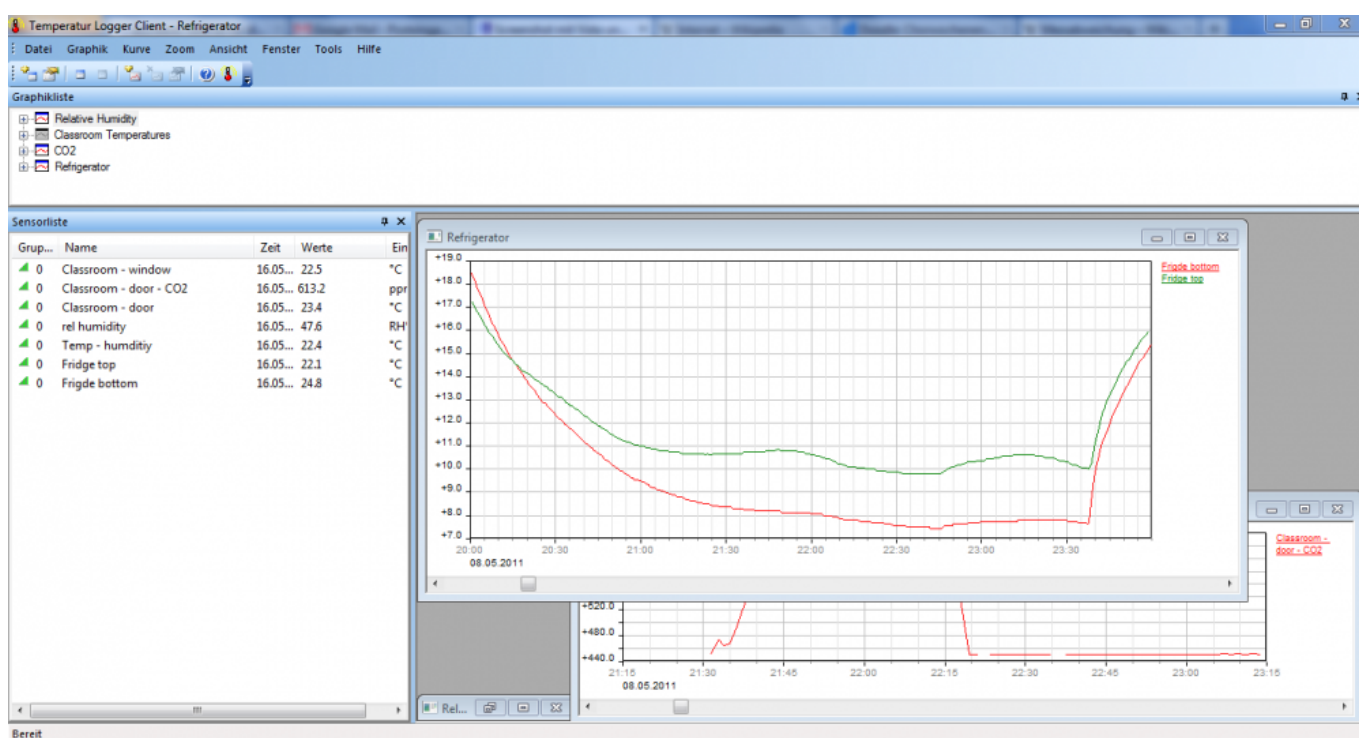 Temperatur Logger Client - Refrigerator
Datei Graphik Kurve Zoom Ansicht Fenster Tools Hilfe
Graphikliste
Relative Humidity
Classroom Temperatures
CO2
Refrigerator
Sensorliste
Grup... Name Zeit Werte Ein
0 Classroom - window 16.05... 22.5 °C
0 Classroom - door - CO2 16.05... 613.2 ppr
0 Classroom - door 16.05... 23.4 °C
0 rel humidity 16.05... 47.6 RH'
0 Temp - humditiy 16.05... 22.4 °C
0 Fridge top 16.05... 22.1 °C
0 Frigde bottom 16.05... 24.8 °C
Refrigerator
+19.0
+18.0
+17.0
+16.0
+15.0
+14.0
+13.0
+12.0
+11.0
+10.0
+9.0
+8.0
+7.0
20:00 20:30 21:00 21:30 22:00 22:30 23:00 23:30
08.05.2011
Frigde bottom
Fridge top
Classroom -
door - CO2
+520.0
+480.0
+440.0
21:15 21:30 21:45 22:00 22:15 22:30 22:45 23:00 23:15
08.05.2011
Rel...
Bereit